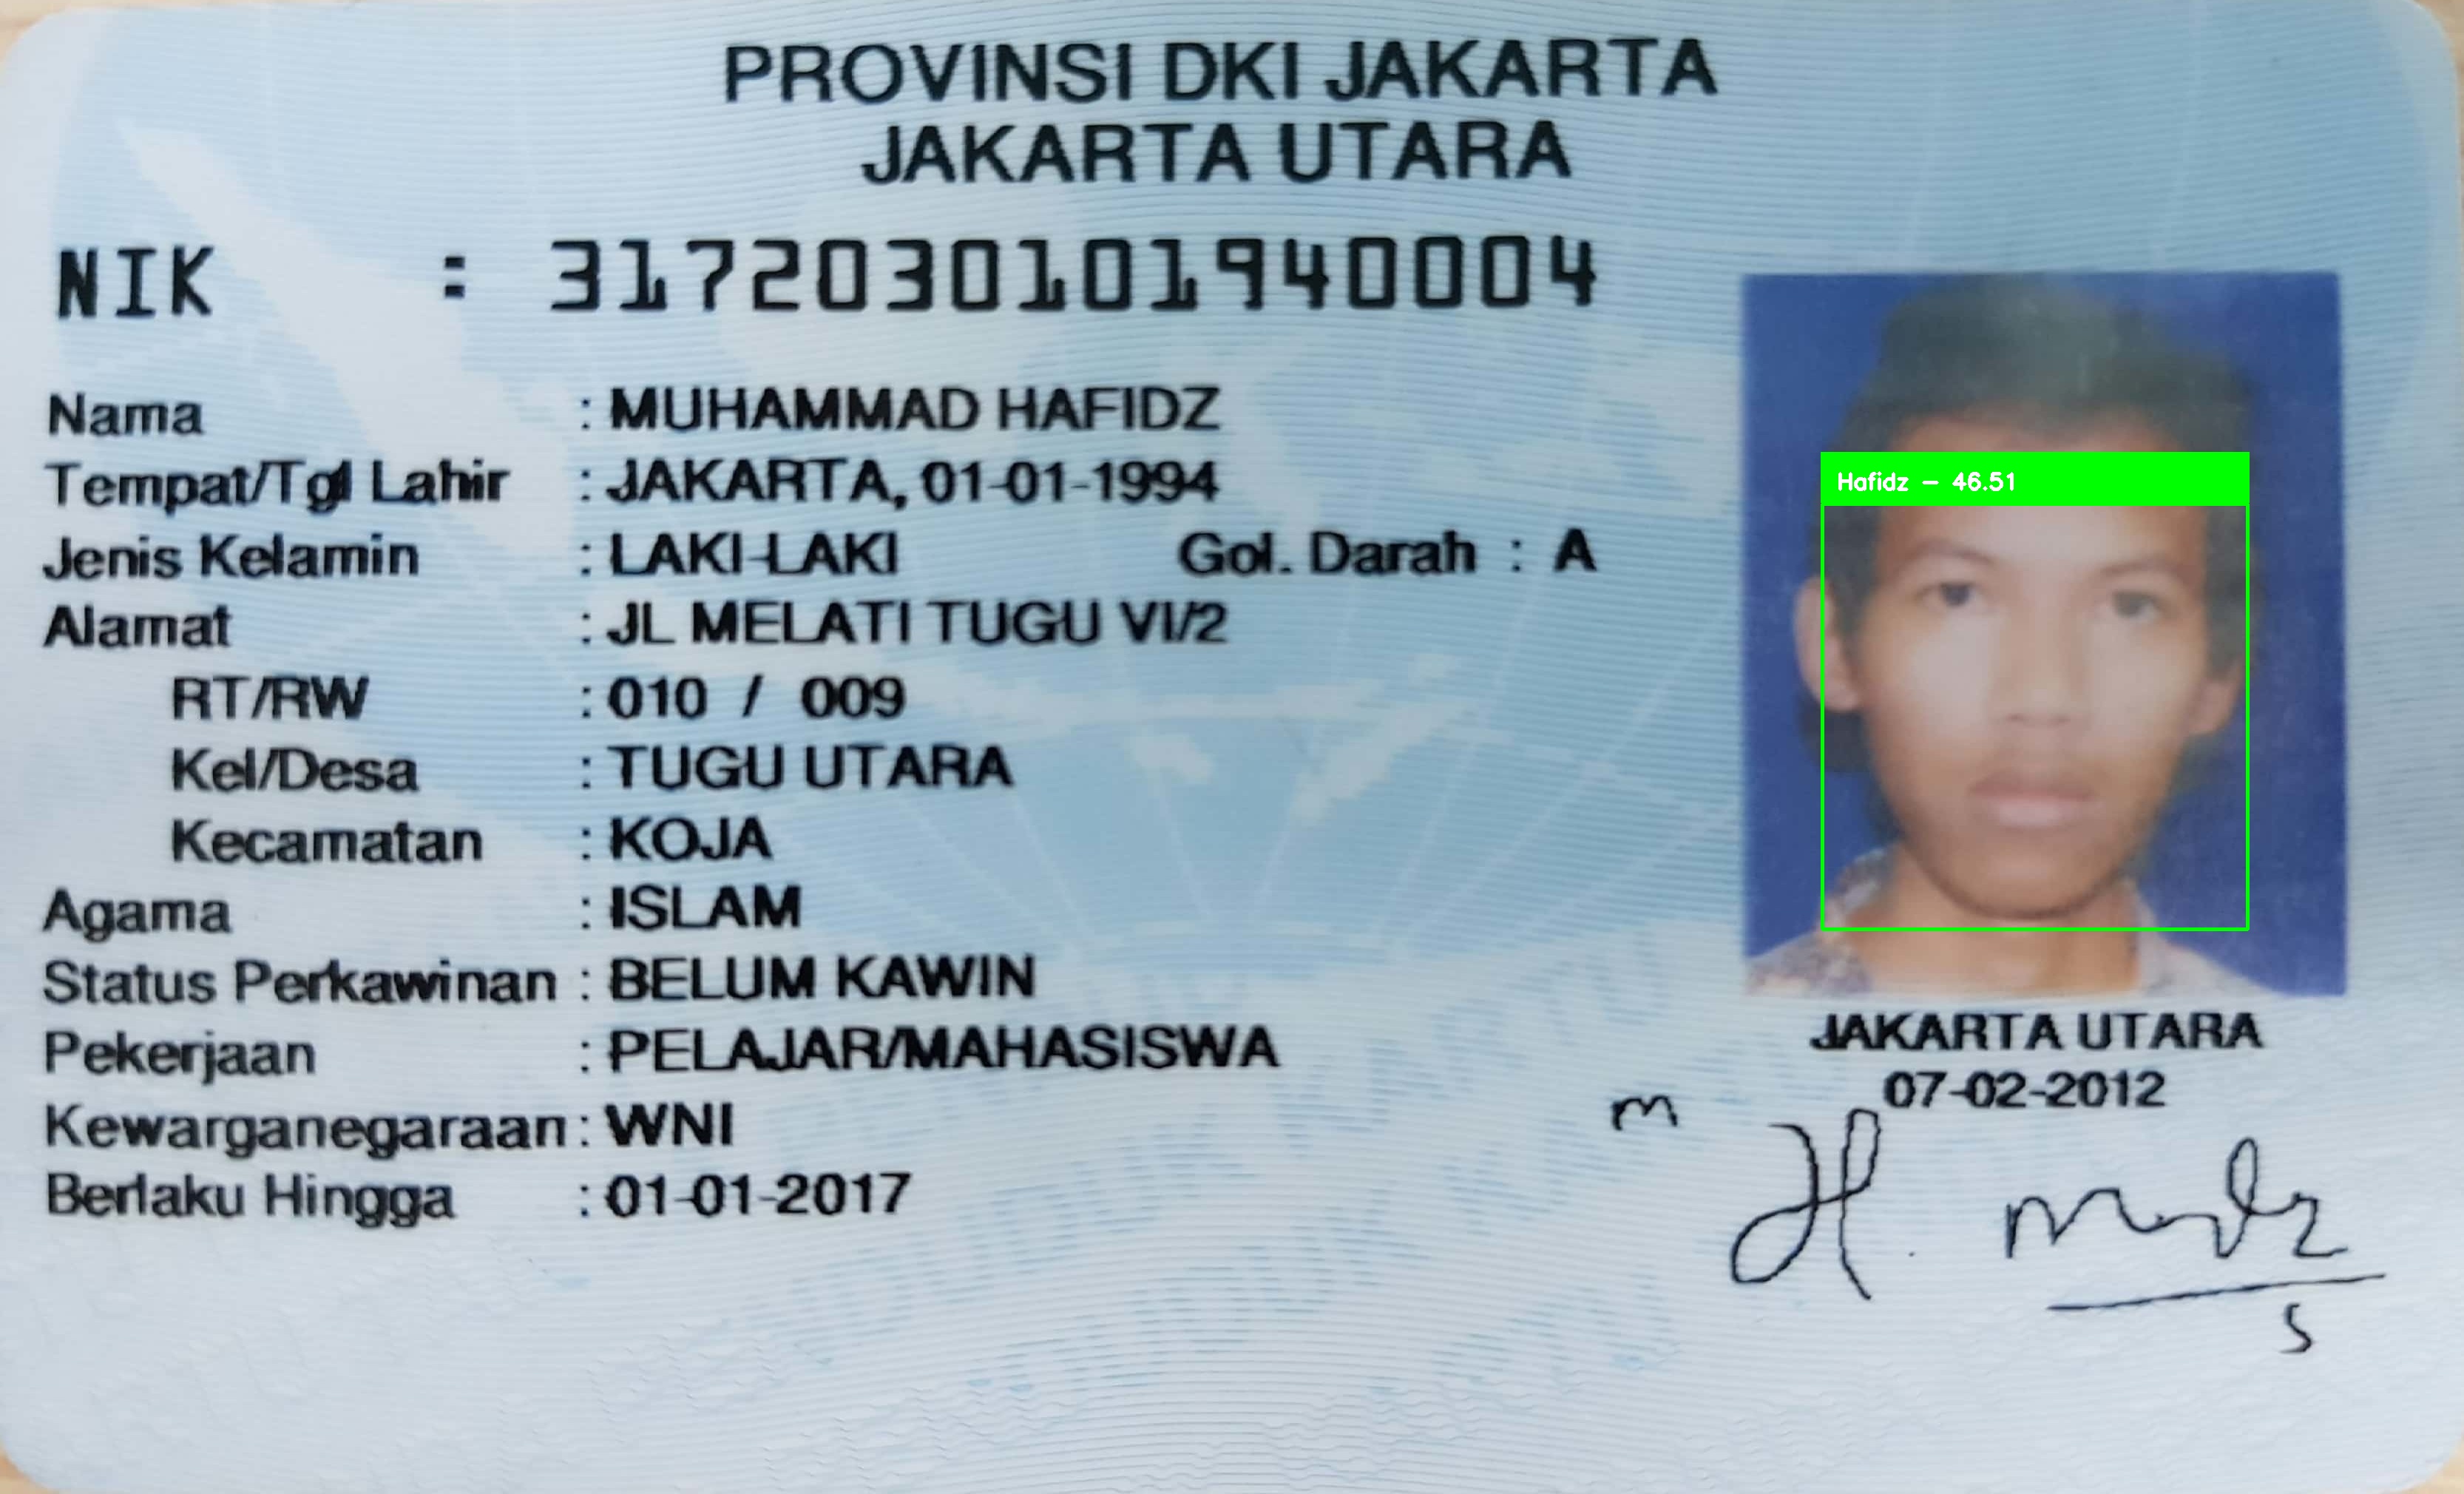 PROVINSI DKI JAKARTA
JAKARTA UTARA
NIK : 3172030101940004
Nama : MUHAMMAD HAFIDZ
Tempat/Tgl Lahir : JAKARTA, 01-01-1994
Jenis Kelamin : LAKI-LAKI Gol. Darah : A
Alamat : JL MELATI TUGU VI/2
RT/RW : 010 / 009
Kel/Desa : TUGU UTARA
Kecamatan : KOJA
Agama : ISLAM
Status Perkawinan : BELUM KAWIN
Pekerjaan : PELAJAR/MAHASISWA
Kewarganegaraan : WNI
Berlaku Hingga : 01-01-2017
Hafidz - 46.51
JAKARTA UTARA
07-02-2012